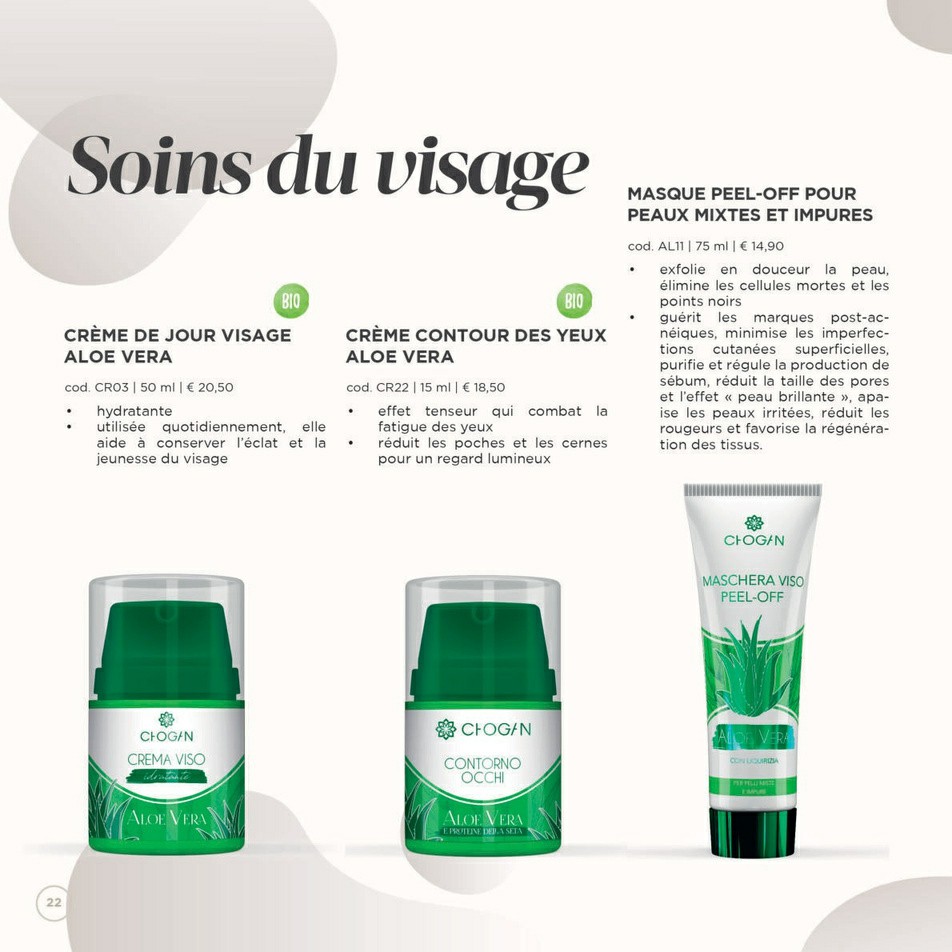 Soins du visage
BIO
CRÈME DE JOUR VISAGE
ALOE VERA
cod. CR03 | 50 ml | € 20,50
• hydratante
• utilisée quotidiennement, elle
aide à conserver l'éclat et la
jeunesse du visage
BIO
CRÈME CONTOUR DES YEUX
ALOE VERA
cod. CR22 | 15 ml | € 18,50
• effet tenseur qui combat la
fatigue des yeux
• réduit les poches et les cernes
pour un regard lumineux
MASQUE PEEL-OFF POUR
PEAUX MIXTES ET IMPURES
cod. AL11 | 75 ml | € 14,90
• exfolie en douceur la peau,
élimine les cellules mortes et les
points noirs
• guérit les marques post-ac-
néiques, minimise les imperfec-
tions cutanées superficielles,
purifie et régule la production de
sébum, réduit la taille des pores
et l'effet « peau brillante », apa-
ise les peaux irritées, réduit les
rougeurs et favorise la régénéra-
tion des tissus.
CHOGAN
CREMA VISO
idratante
ALOE VERA
CHOGAN
CONTORNO
OCCHI
ALOE VERA
E PROTEINE DELLA SETA
CHOGAN
MASCHERA VISO
PEEL-OFF
ALOE VERA
CON LIQUIRIZIA
PER PELLI MISTE
E IMPURE
22